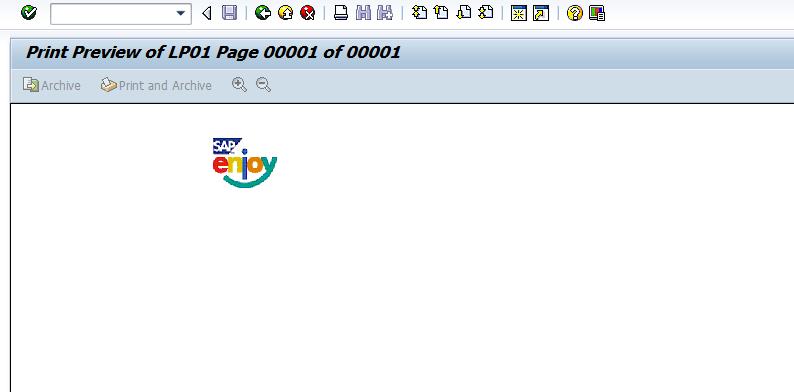 Print Preview of LP01 Page 00001 of 00001
Archive Print and Archive
SAP
enjoy